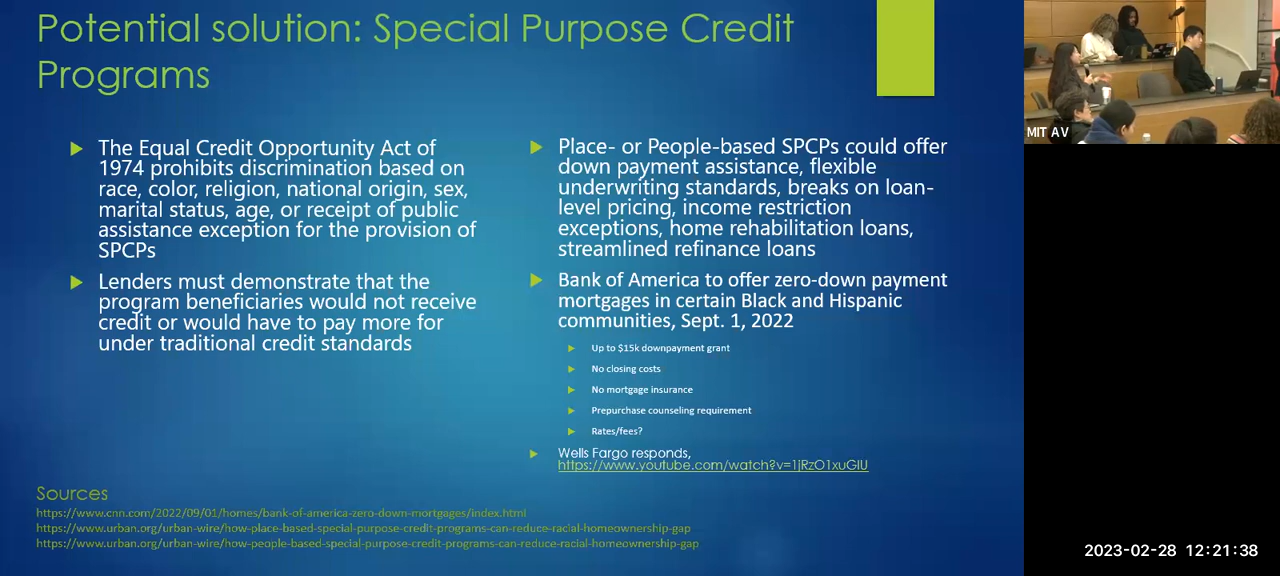 Potential solution: Special Purpose Credit
Programs
The Equal Credit Opportunity Act of
1974 prohibits discrimination based on
race, color, religion, national origin, sex,
marital status, age, or receipt of public
assistance exception for the provision of
SPCPs
Lenders must demonstrate that the
program beneficiaries would not receive
credit or would have to pay more for
under traditional credit standards
Place- or People-based SPCPs could offer
down payment assistance, flexible
underwriting standards, breaks on loan-
level pricing, income restriction
exceptions, home rehabilitation loans,
streamlined refinance loans
Bank of America to offer zero-down payment
mortgages in certain Black and Hispanic
communities, Sept. 1, 2022
Up to $15k downpayment grant
No closing costs
No mortgage insurance
Prepurchase counseling requirement
Rates/fees?
Wells Fargo responds,
https://www.youtube.com/watch?v=1jRzO1xuGIU
Sources
https://www.cnn.com/2022/09/01/homes/bank-of-america-zero-down-mortgages/index.html
https://www.urban.org/urban-wire/how-place-based-special-purpose-credit-programs-can-reduce-racial-homeownership-gap
https://www.urban.org/urban-wire/how-people-based-special-purpose-credit-programs-can-reduce-racial-homeownership-gap
MIT AV
2023-02-28 12:21:38